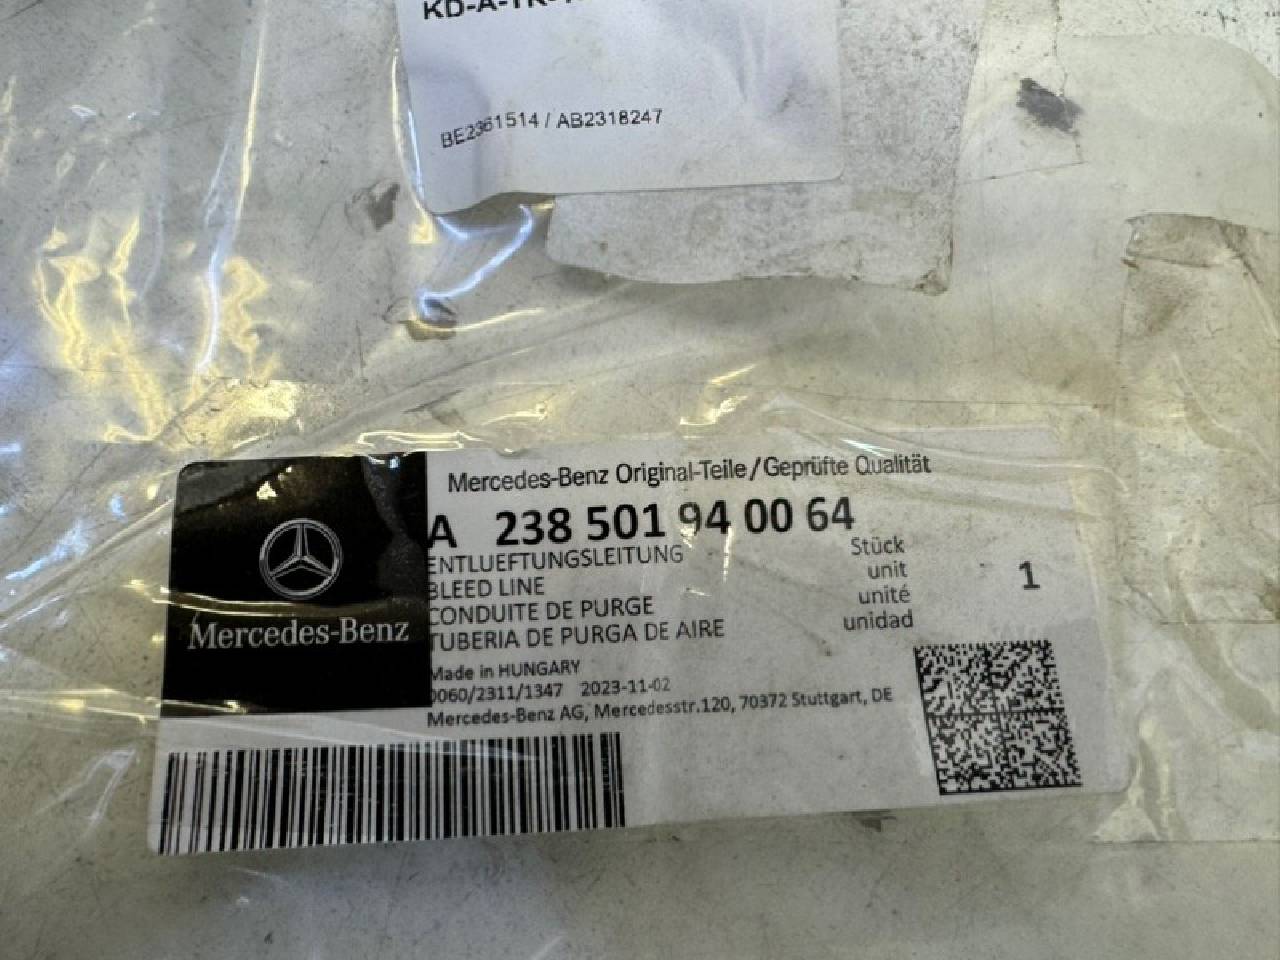 BE2361514 / AB2318247
Mercedes-Benz Original-Teile/Geprüfte Qualität
A 238 501 94 00 64
ENTLUEFTUNGSLEITUNG
BLEED LINE
CONDUITE DE PURGE
TUBERIA DE PURGA DE AIRE
Stück
unit
unité
unidad
1
Mercedes-Benz
Made in HUNGARY
0060/2311/1347 2023-11-02
Mercedes-Benz AG, Mercedesstr.120, 70372 Stuttgart, DE